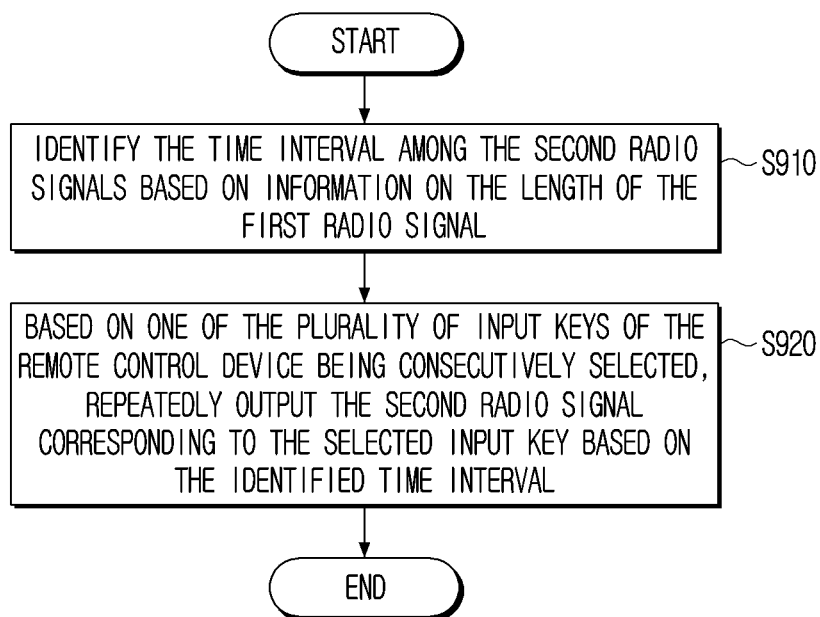 START
IDENTIFY THE TIME INTERVAL AMONG THE SECOND RADIO
SIGNALS BASED ON INFORMATION ON THE LENGTH OF THE
FIRST RADIO SIGNAL
S910
BASED ON ONE OF THE PLURALITY OF INPUT KEYS OF THE
REMOTE CONTROL DEVICE BEING CONSECUTIVELY SELECTED,
REPEATEDLY OUTPUT THE SECOND RADIO SIGNAL
CORRESPONDING TO THE SELECTED INPUT KEY BASED ON
THE IDENTIFIED TIME INTERVAL
S920
END